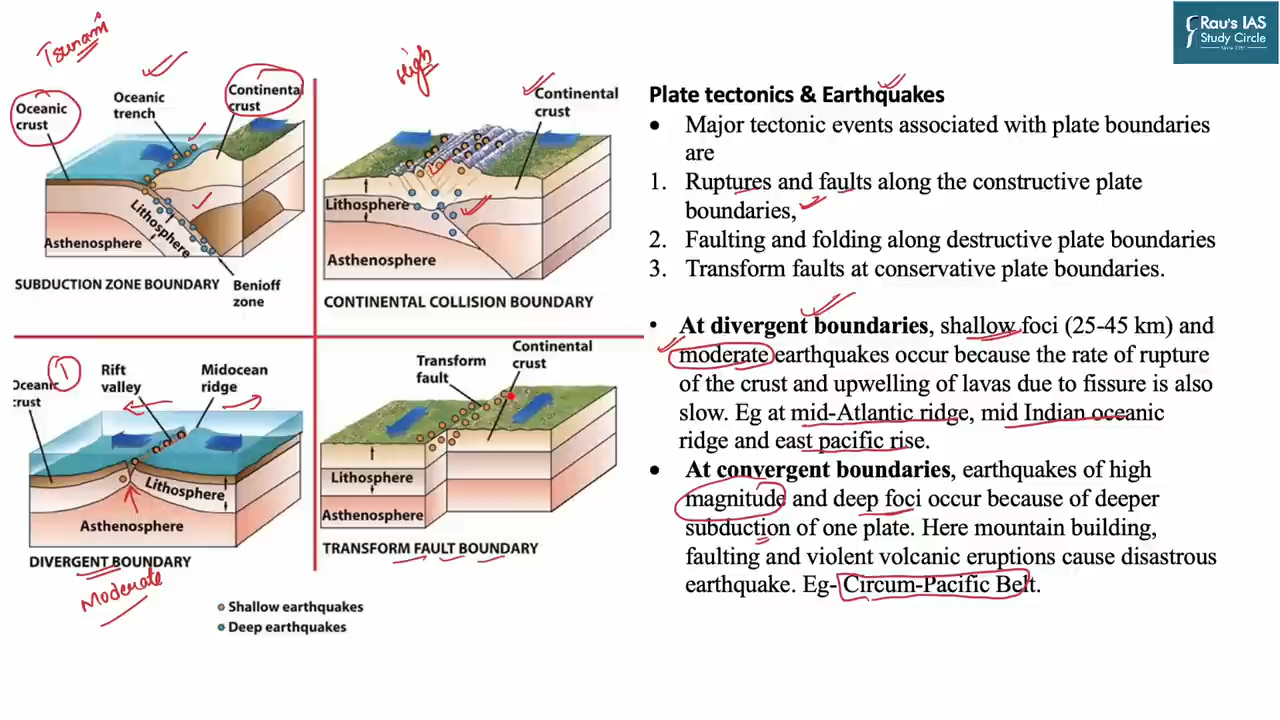 Rau's IAS
Study Circle
Since 1953
Tsunami
High
Oceanic
crust
Oceanic
trench
Continental
crust
Lithosphere
Asthenosphere
SUBDUCTION ZONE BOUNDARY
Benioff
zone
Continental
crust
Lithosphere
Asthenosphere
CONTINENTAL COLLISION BOUNDARY
1
Oceanic
crust
Rift
valley
Midocean
ridge
Lithosphere
Asthenosphere
DIVERGENT BOUNDARY
Moderate
Transform
fault
Continental
crust
Lithosphere
Asthenosphere
TRANSFORM FAULT BOUNDARY
Shallow earthquakes
Deep earthquakes
Plate tectonics & Earthquakes
• Major tectonic events associated with plate boundaries
are
1. Ruptures and faults along the constructive plate
boundaries,
2. Faulting and folding along destructive plate boundaries
3. Transform faults at conservative plate boundaries.
• At divergent boundaries, shallow foci (25-45 km) and
moderate earthquakes occur because the rate of rupture
of the crust and upwelling of lavas due to fissure is also
slow. Eg at mid-Atlantic ridge, mid Indian oceanic
ridge and east pacific rise.
• At convergent boundaries, earthquakes of high
magnitude and deep foci occur because of deeper
subduction of one plate. Here mountain building,
faulting and violent volcanic eruptions cause disastrous
earthquake. Eg- Circum-Pacific Belt.